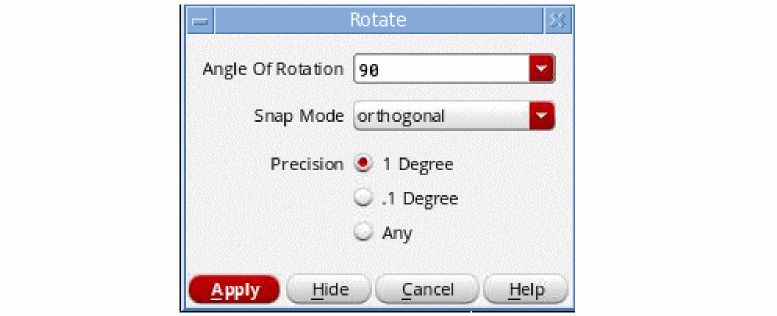 Rotate
Angle Of Rotation 90
Snap Mode orthogonal
Precision 1 Degree
.1 Degree
Any
Apply Hide Cancel Help